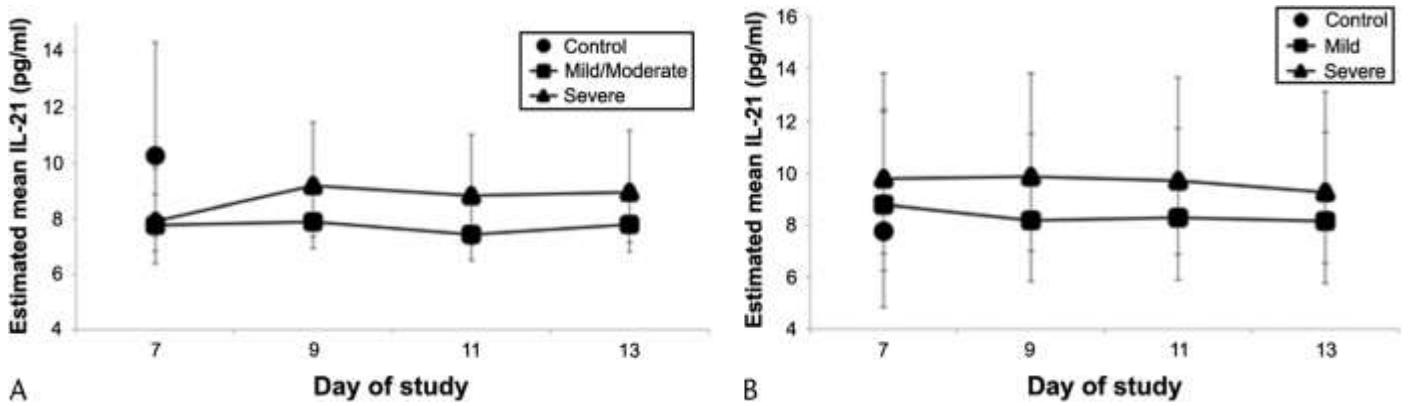 Estimated mean IL-21 (pg/ml)
14
12
10
8
6
4
Control
Mild/Moderate
Severe
7
9
11
13
Day of study
A
Estimated mean IL-21 (pg/ml)
16
14
12
10
8
6
4
Control
Mild
Severe
7
9
11
13
Day of study
B